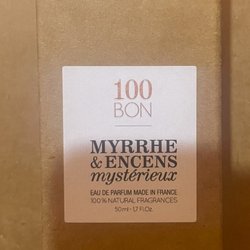 100
BON
MYRRHE
& ENCENS
mystérieux
EAU DE PARFUM MADE IN FRANCE
100% NATURAL FRAGRANCES
50ml - 1.7 Fl.Oz.